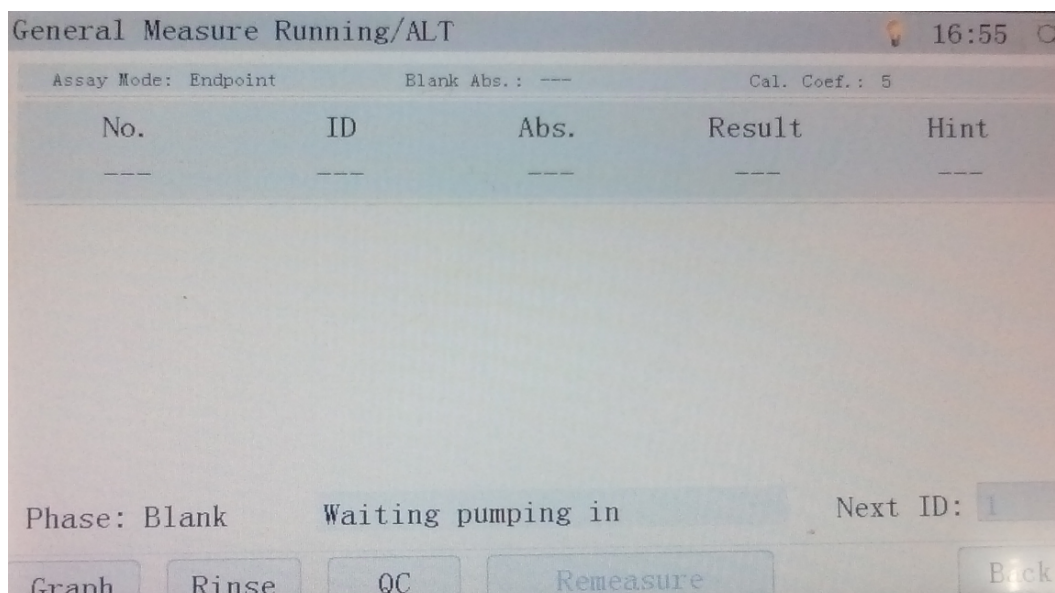 General Measure Running/ALT 16:55
Assay Mode: Endpoint Blank Abs.: --- Cal. Coef.: 5
No. ID Abs. Result Hint
--- --- --- --- ---
Phase: Blank Waiting pumping in Next ID: 1
Graph Rinse QC Remeasure Back